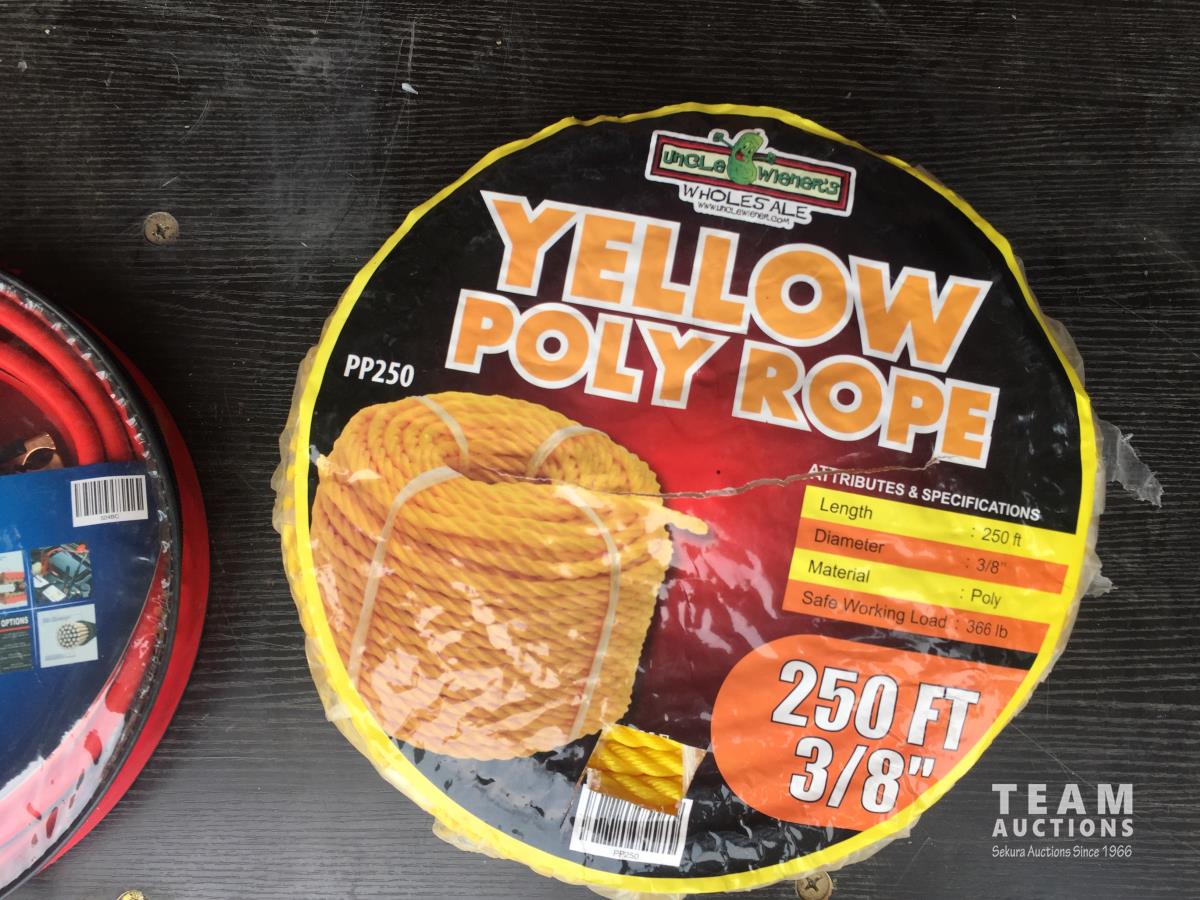 UNCLE WIENER'S
WHOLESALE
www.unclewiener.com
YELLOW
POLY ROPE
PP250
ATTRIBUTES & SPECIFICATIONS
Length : 250 ft
Diameter : 3/8"
Material : Poly
Safe Working Load : 366 lb
250 FT
3/8"
PP250
OPTIONS
TEAM
AUCTIONS
Sekura Auctions Since 1966